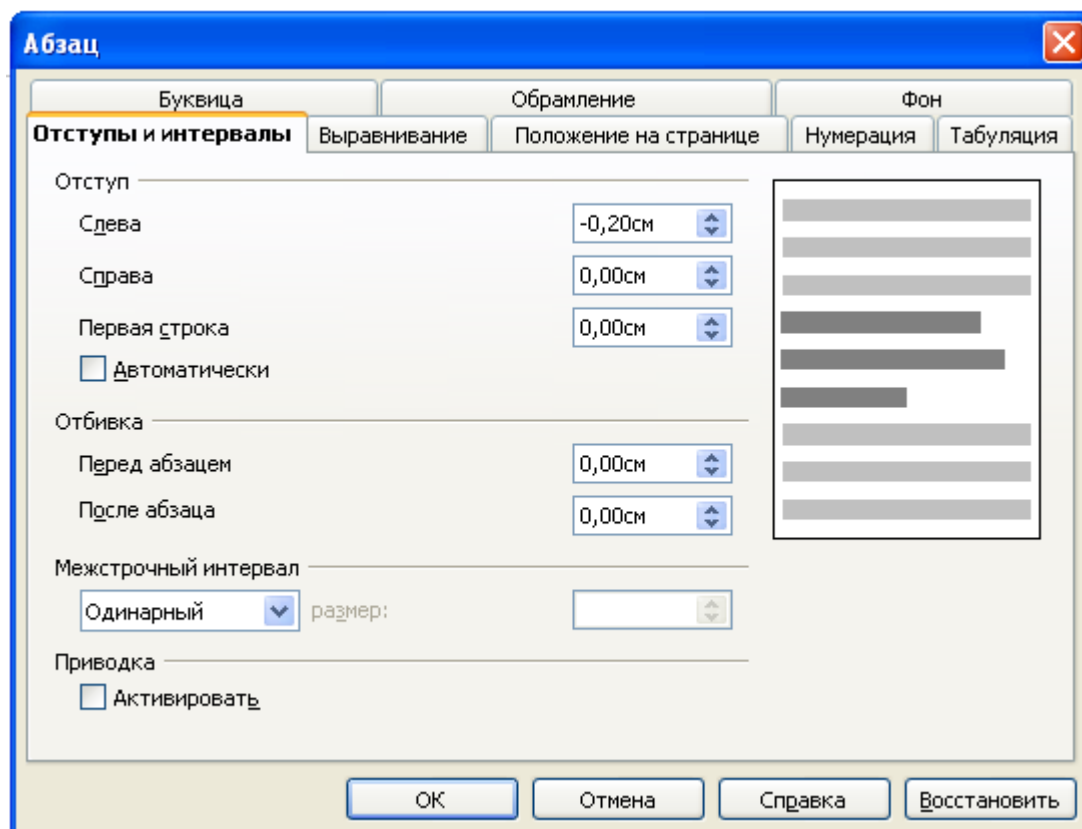 Абзац
Буквица Обрамление Фон
Отступы и интервалы Выравнивание Положение на странице Нумерация Табуляция
Отступ
Слева -0,20см
Справа 0,00см
Первая строка 0,00см
Автоматически
Отбивка
Перед абзацем 0,00см
После абзаца 0,00см
Межстрочный интервал
Одинарный размер:
Приводка
Активировать
ОК Отмена Справка Восстановить